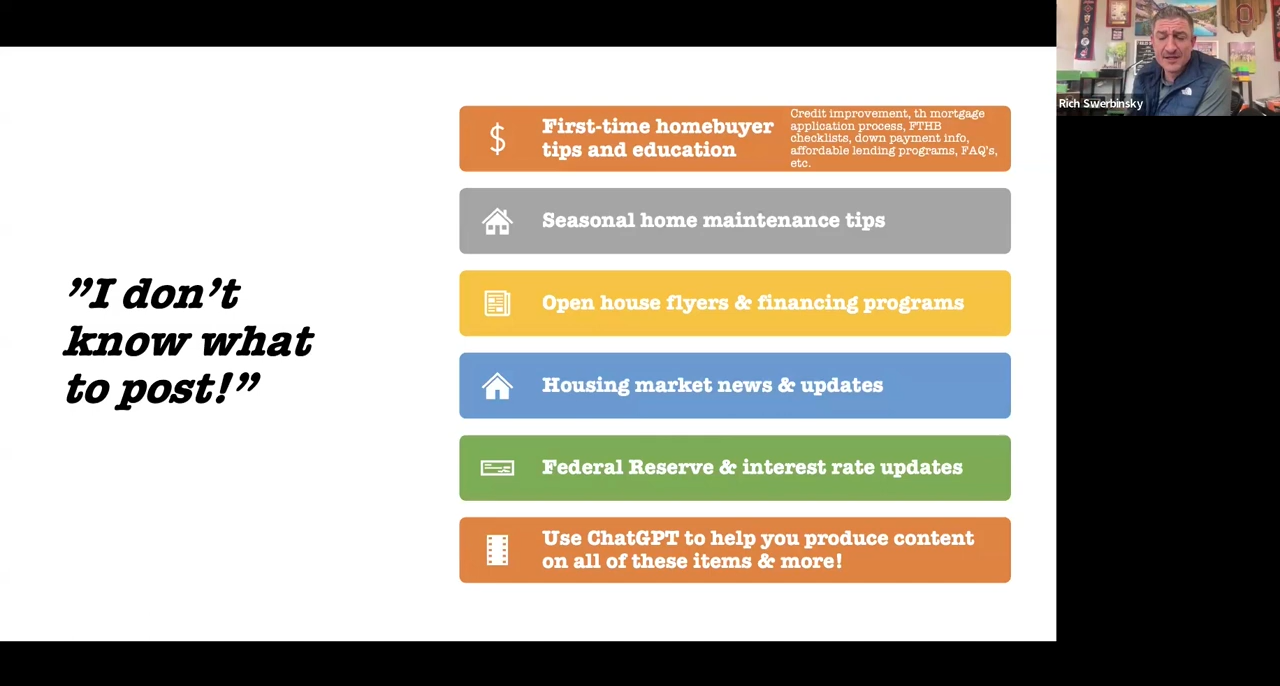 ”I don’t
know what
to post!”
First-time homebuyer
tips and education
Credit improvement, th mortgage
application process, FTHB
checklists, down payment info,
affordable lending programs, FAQ’s,
etc.
Seasonal home maintenance tips
Open house flyers & financing programs
Housing market news & updates
Federal Reserve & interest rate updates
Use ChatGPT to help you produce content
on all of these items & more!
Rich Swerbinsky